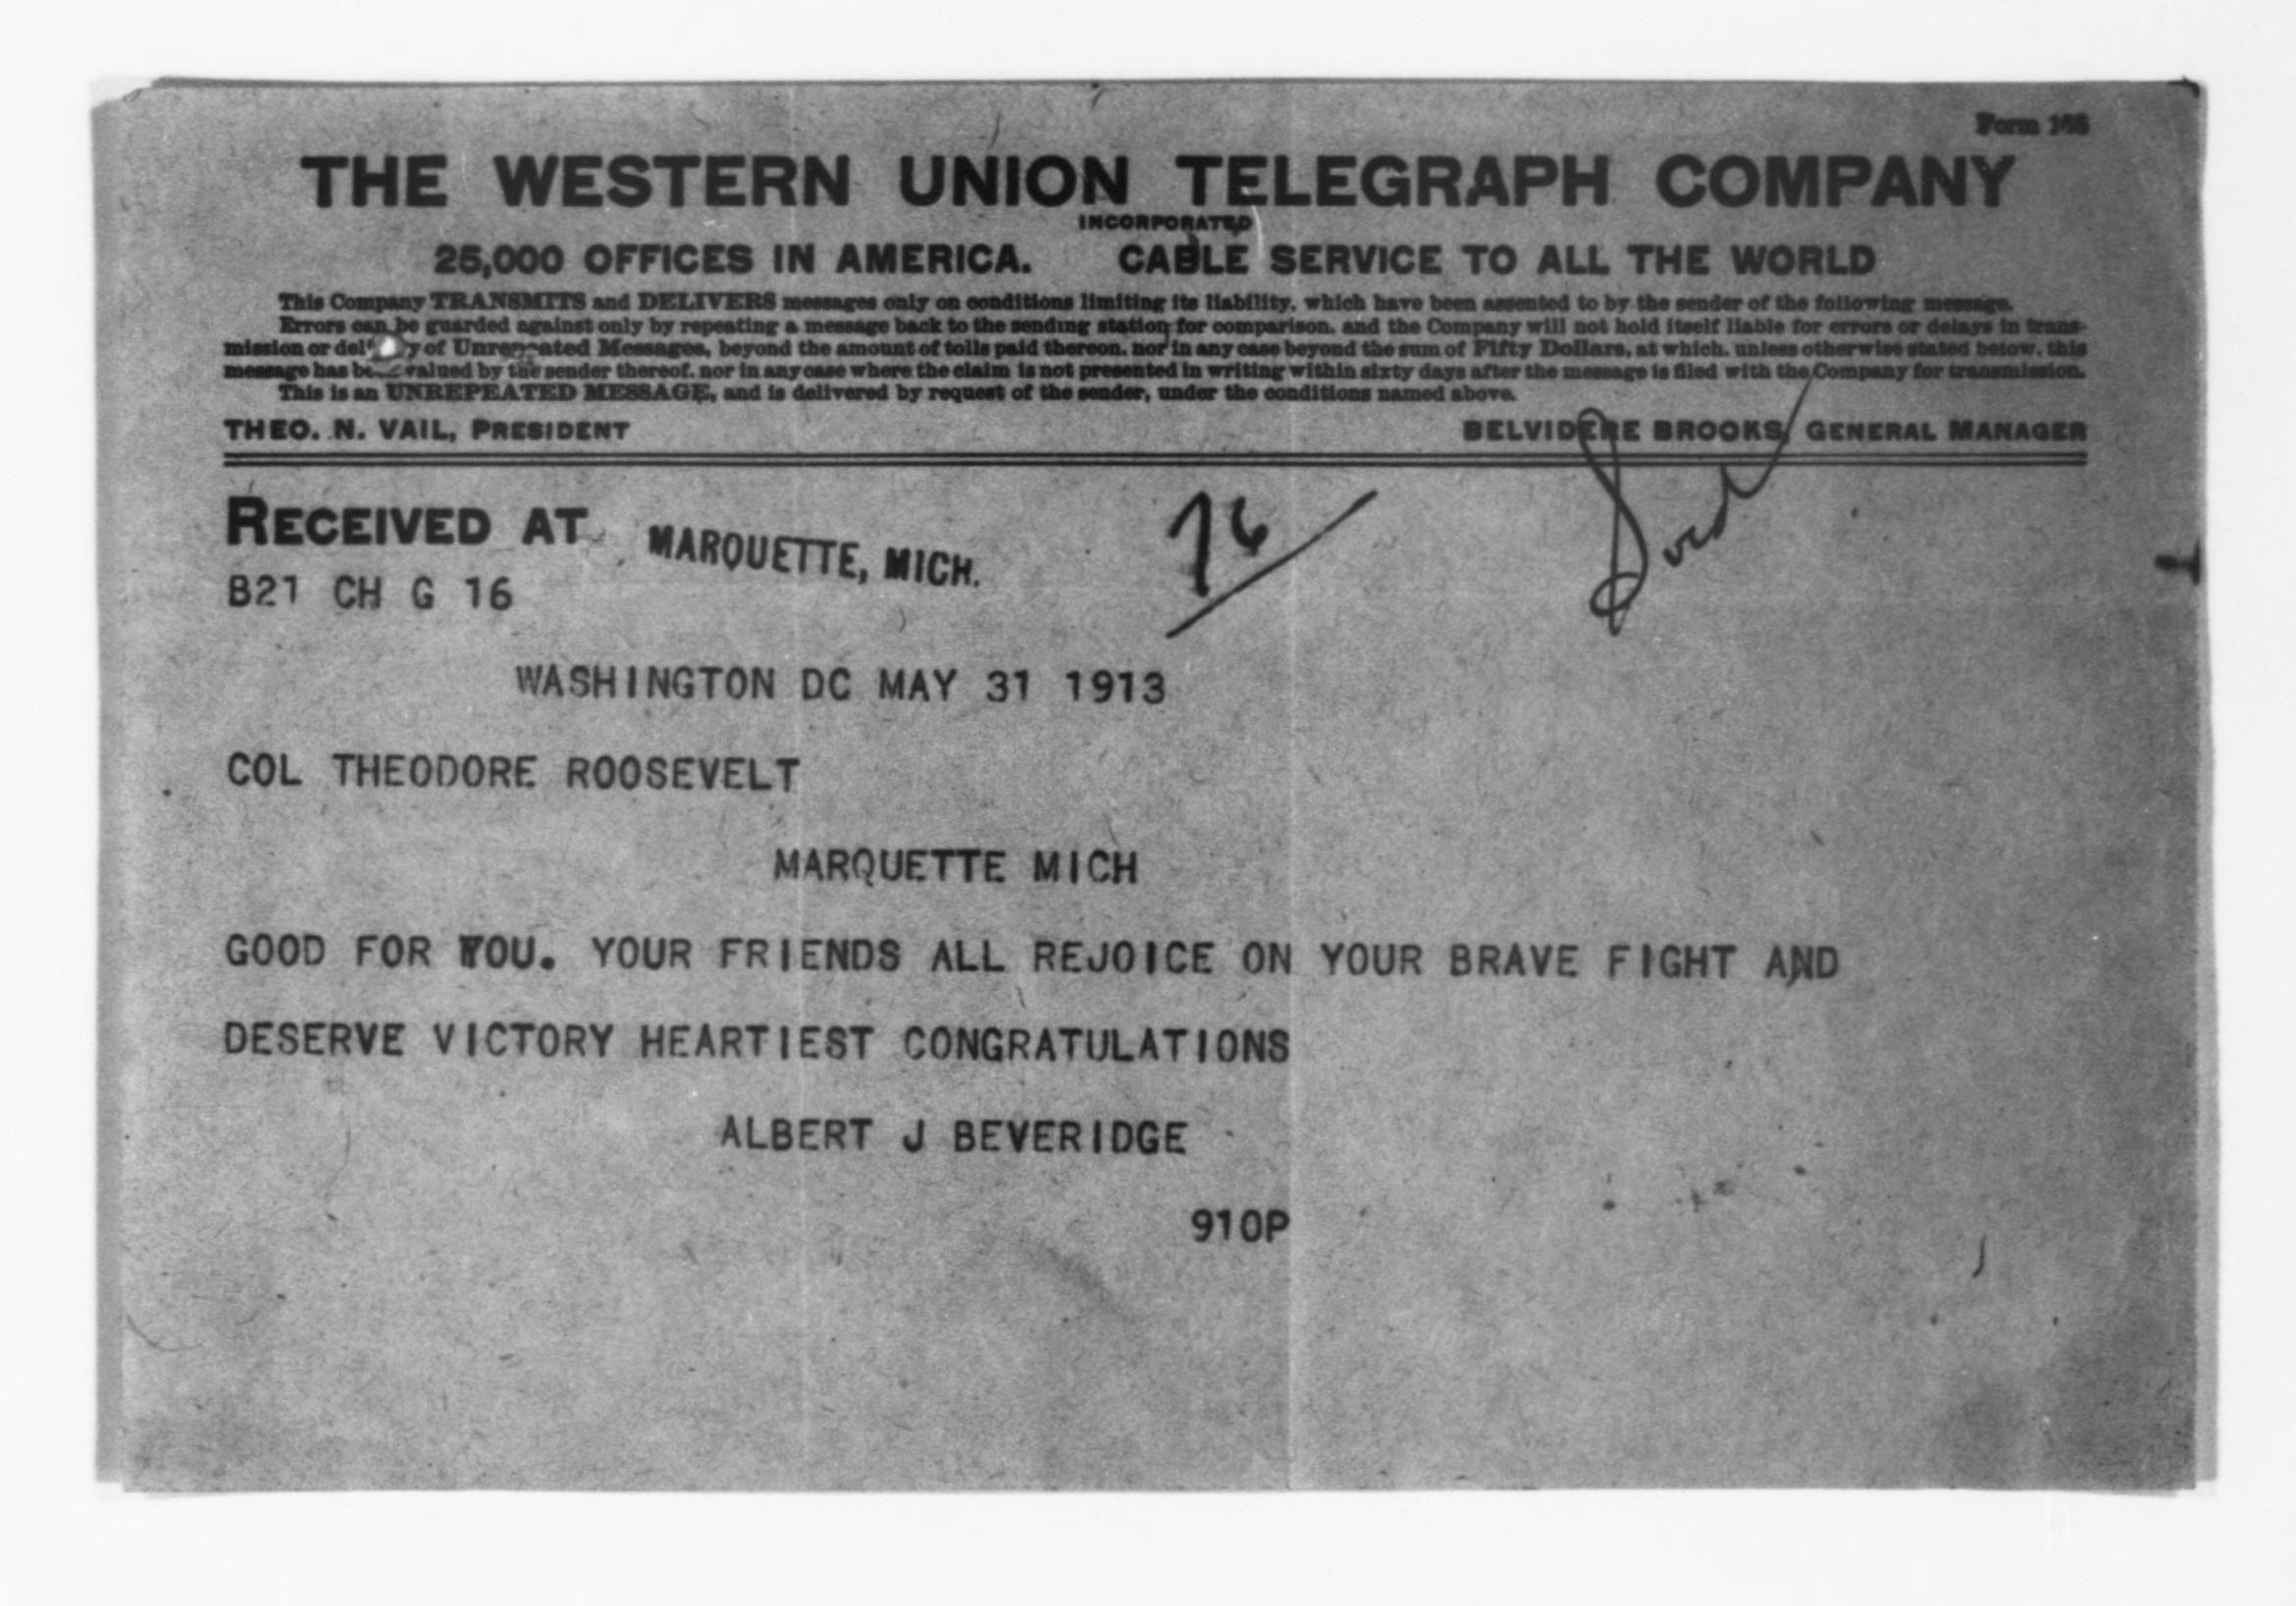 THE WESTERN UNION TELEGRAPH COMPANY
INCORPORATED
25,000 OFFICES IN AMERICA. CABLE SERVICE TO ALL THE WORLD
This Company TRANSMITS and DELIVERS messages only on conditions limiting its liability, which have been assented to by the sender of the following message.
Errors can be guarded against only by repeating a message back to the sending station for comparison, and the Company will not hold itself liable for errors or delays in trans-
mission or of Unrepeated Messages, beyond the amount of tolls paid thereon, nor in any case beyond the sum of Fifty Dollars, at which, unless otherwise stated below, this
message has valued by the sender thereof, nor in any case where the claim is not presented in writing within sixty days after the message is filed with the Company for transmission.
This is an UNREPEATED MESSAGE, and is delivered by request of the sender, under the conditions named above.
THEO. N. VAIL, PRESIDENT BELVIDERE BROOKS, GENERAL MANAGER
RECEIVED AT MARQUETTE, MICH. 76
B21 CH G 16
WASHINGTON DC MAY 31 1913
COL THEODORE ROOSEVELT
MARQUETTE MICH
GOOD FOR YOU. YOUR FRIENDS ALL REJOICE ON YOUR BRAVE FIGHT AND
DESERVE VICTORY HEARTIEST CONGRATULATIONS
ALBERT J BEVERIDGE
910P